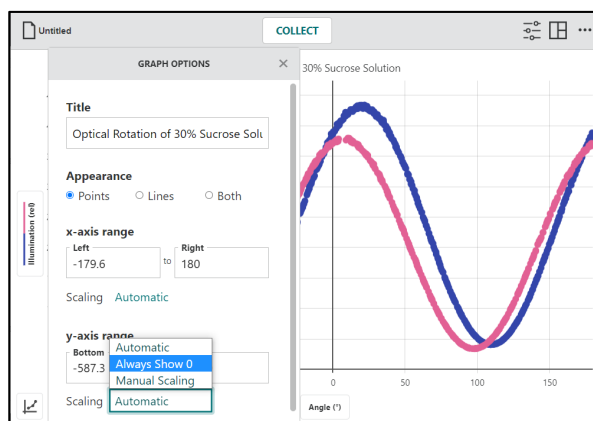 Untitled
COLLECT
GRAPH OPTIONS
30% Sucrose Solution
Title
Optical Rotation of 30% Sucrose Solu
Appearance
Points Lines Both
x-axis range
Left
-179.6
to
Right
180
Scaling Automatic
y-axis range
Bottom
-587.3
Automatic
Always Show 0
Manual Scaling
Scaling Automatic
Illumination (rel)
0 50 100 150
Angle (°)